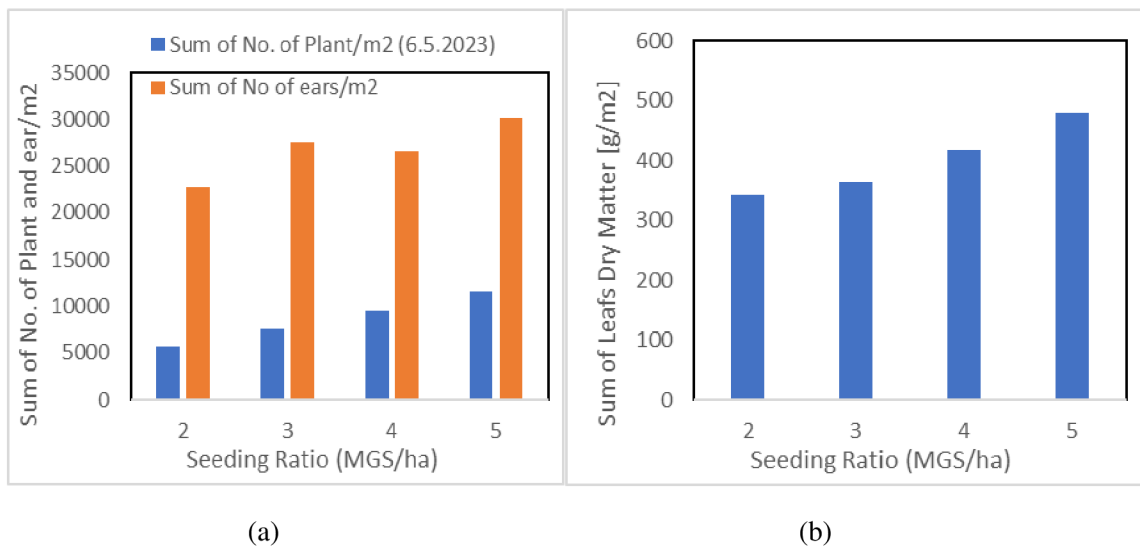 Sum of No. of Plant/m2 (6.5.2023)
Sum of No of ears/m2
Sum of No. of Plant and ear/m2
35000
30000
25000
20000
15000
10000
5000
0
2 3 4 5
Seeding Ratio (MGS/ha)
(a)
Sum of Leafs Dry Matter [g/m2]
600
500
400
300
200
100
0
2 3 4 5
Seeding Ratio (MGS/ha)
(b)